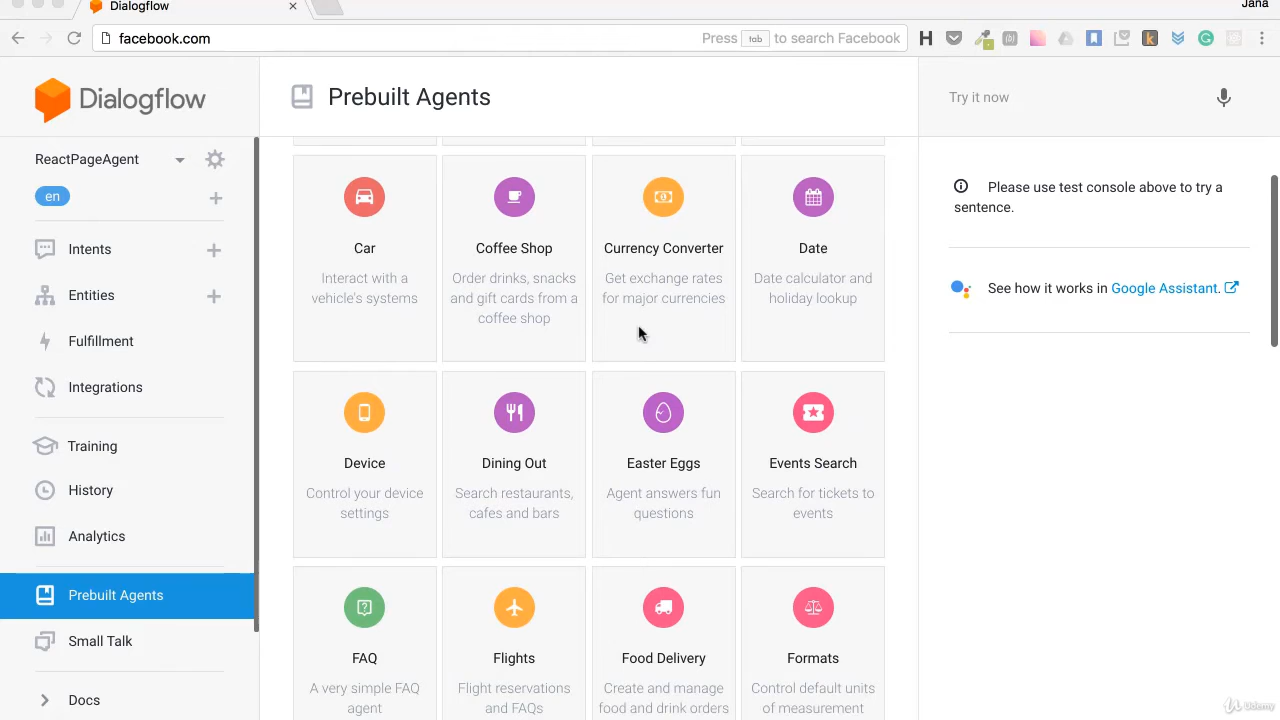 Dialogflow
Jana
facebook.com
Press tab to search Facebook
Dialogflow
Prebuilt Agents
Try it now
ReactPageAgent
en
Intents
Entities
Fulfillment
Integrations
Training
History
Analytics
Prebuilt Agents
Small Talk
Docs
Car
Interact with a
vehicle's systems
Coffee Shop
Order drinks, snacks
and gift cards from a
coffee shop
Currency Converter
Get exchange rates
for major currencies
Date
Date calculator and
holiday lookup
Device
Control your device
settings
Dining Out
Search restaurants,
cafes and bars
Easter Eggs
Agent answers fun
questions
Events Search
Search for tickets to
events
FAQ
A very simple FAQ
agent
Flights
Flight reservations
and FAQs
Food Delivery
Create and manage
food and drink orders
Formats
Control default units
of measurement
Please use test console above to try a
sentence.
See how it works in Google Assistant.
Udemy